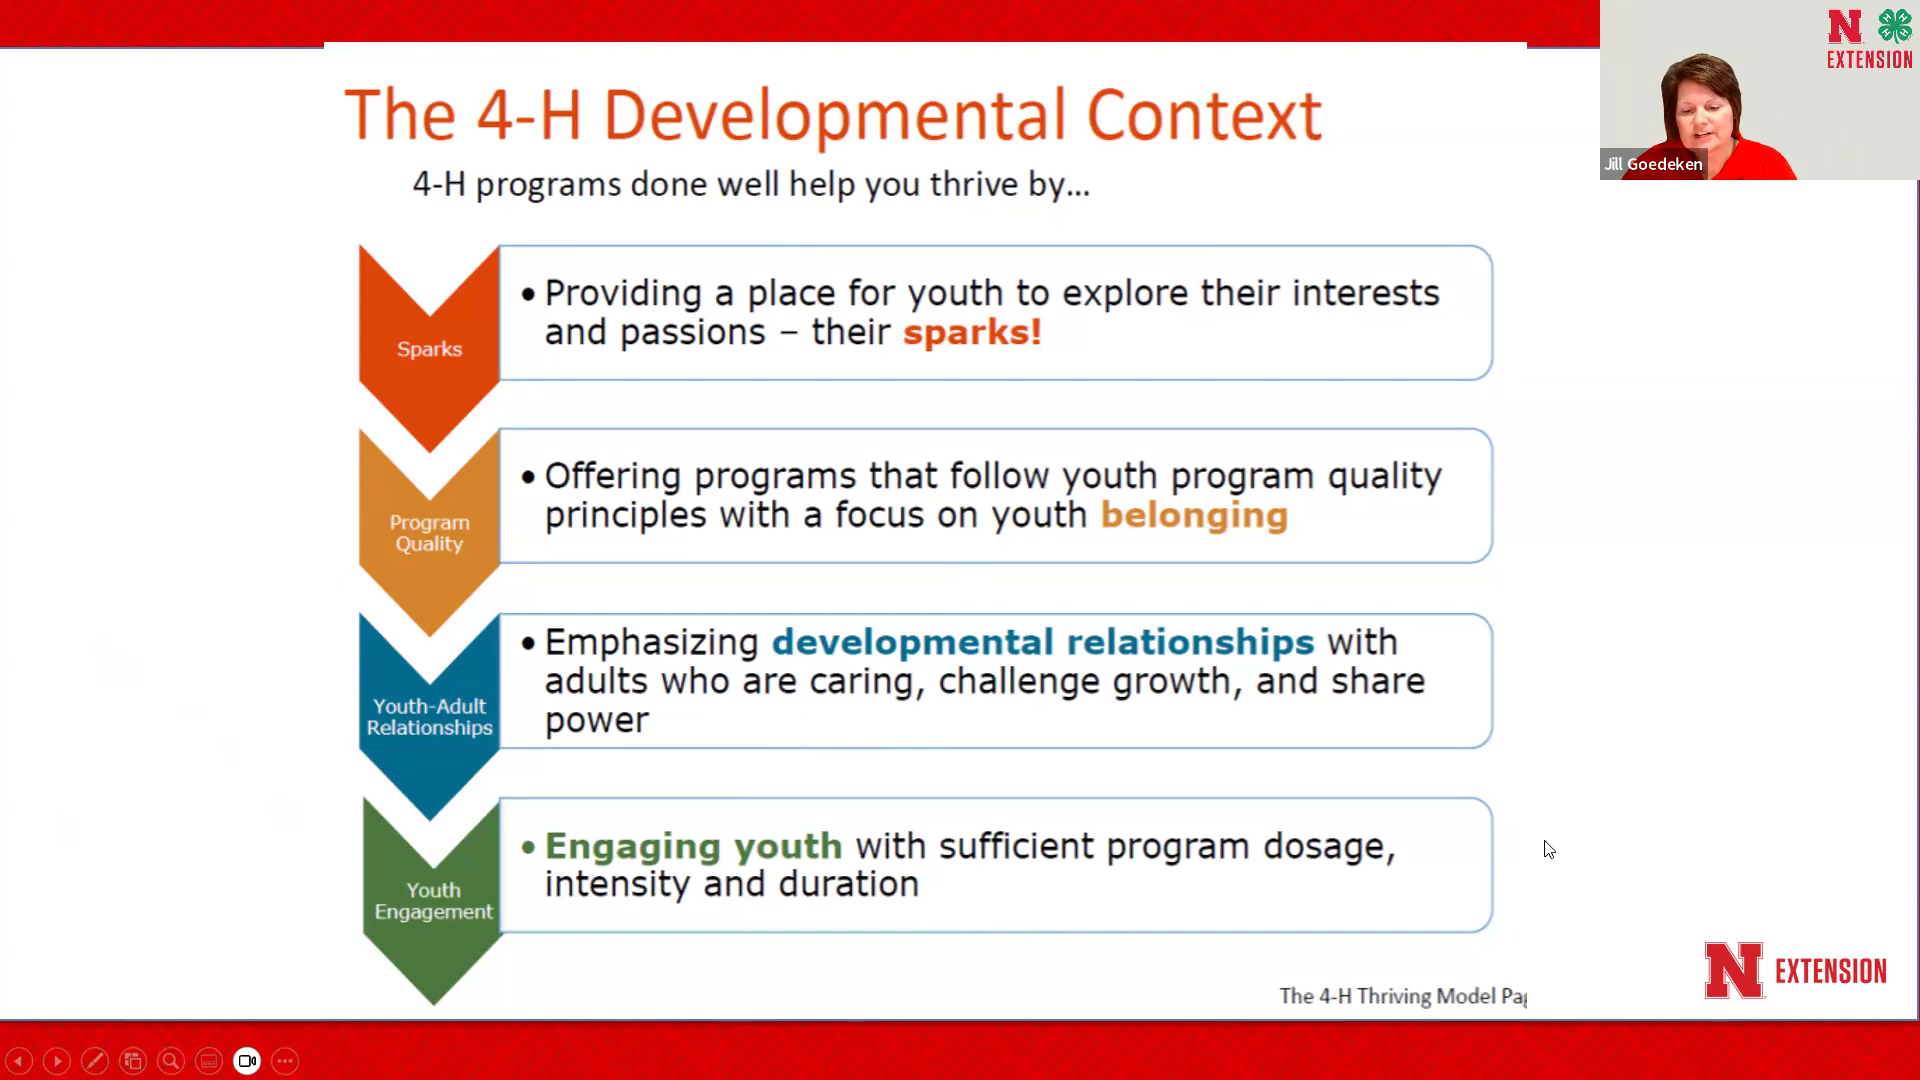 The 4-H Developmental Context
4-H programs done well help you thrive by...
Sparks
• Providing a place for youth to explore their interests
and passions – their sparks!
Program
Quality
• Offering programs that follow youth program quality
principles with a focus on youth belonging
Youth-Adult
Relationships
• Emphasizing developmental relationships with
adults who are caring, challenge growth, and share
power
Youth
Engagement
• Engaging youth with sufficient program dosage,
intensity and duration
The 4-H Thriving Model
N EXTENSION
N
EXTENSION
Jill Goedeken